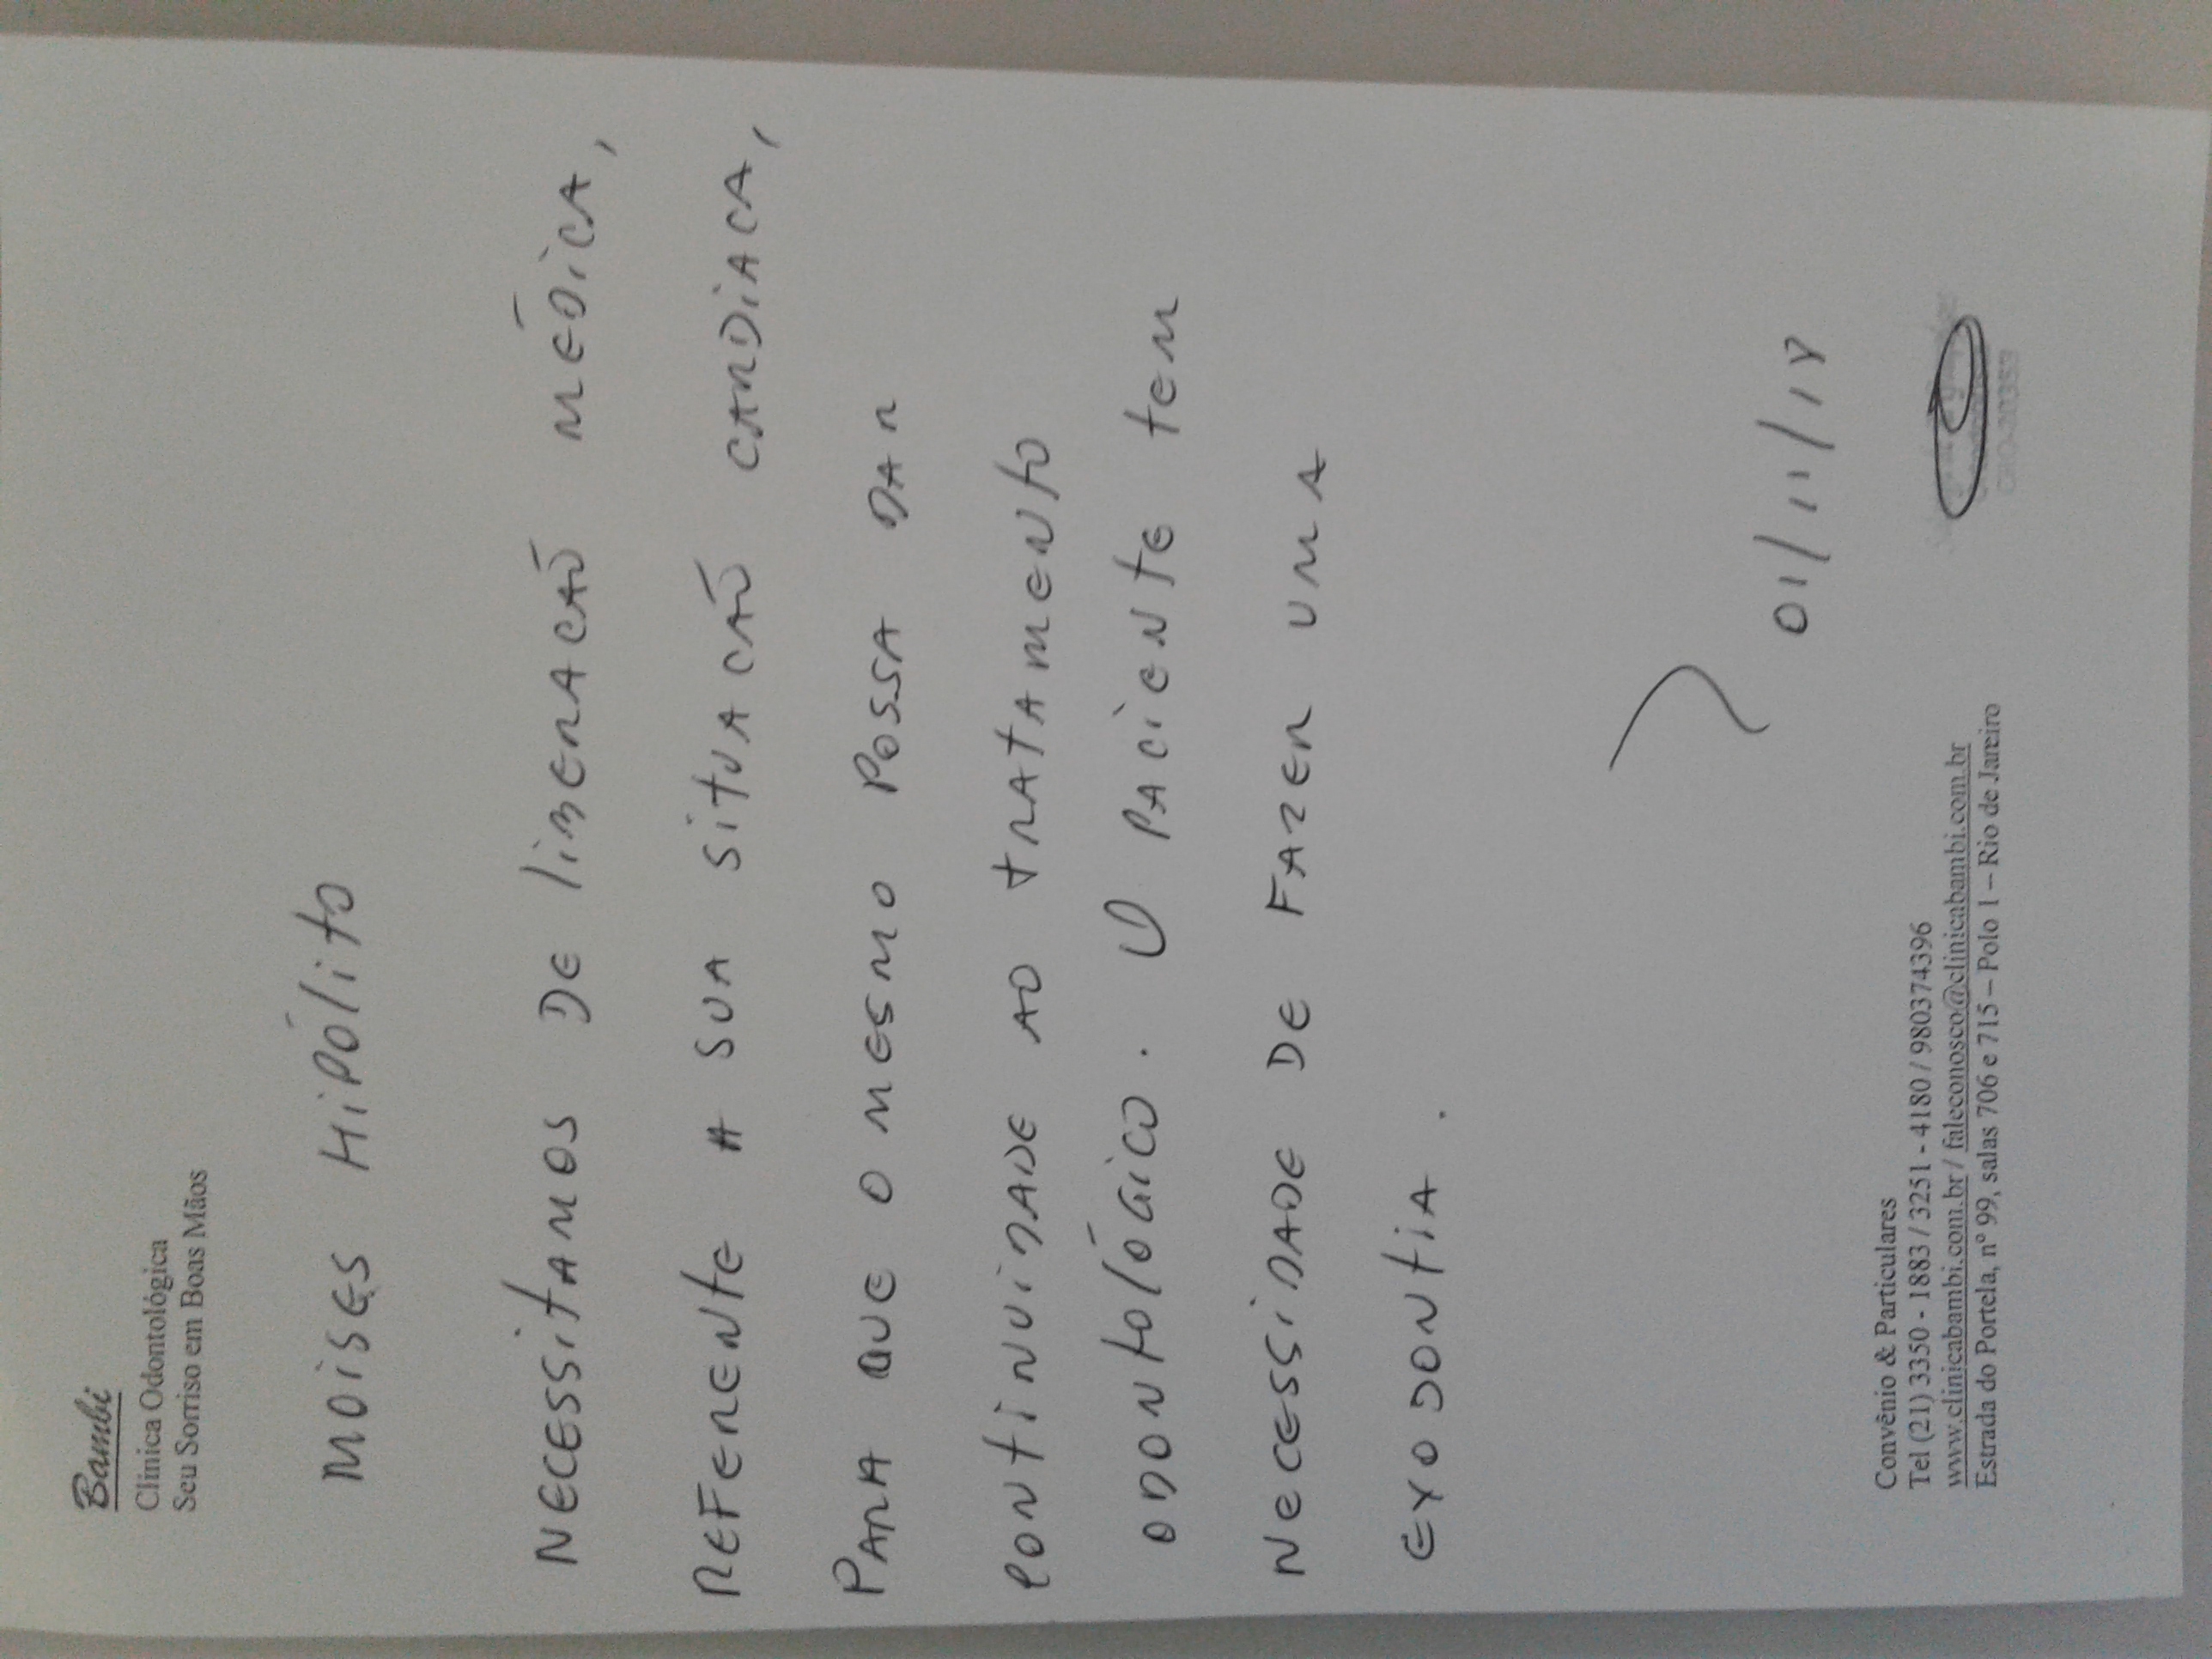 Bambi
Clinica Odontológica
Seu Sorriso em Boas Mãos
MOISES HIPÓLITO
NECESSITAMOS DE LIBERACAÕ MÉDICA,
REFERENTE A SUA SITUACAÕ CARDIACA,
PARA QUE O MESMO POSSA DAR
CONTINUIDADE AO TRATAMENTO
ODONTOLÓGICO. O PACIENTE TEM
NECESSIDADE DE FAZER UMA
EXODONTIA.
01/11/18
Convênio & Particulares
Tel (21) 3350 - 1883 / 3251 - 4180 / 980374396
www.clinicabambi.com.br / faleconosco@clinicabambi.com.br
Estrada do Portela, nº 99, salas 706 e 715 – Polo 1 – Rio de Janeiro